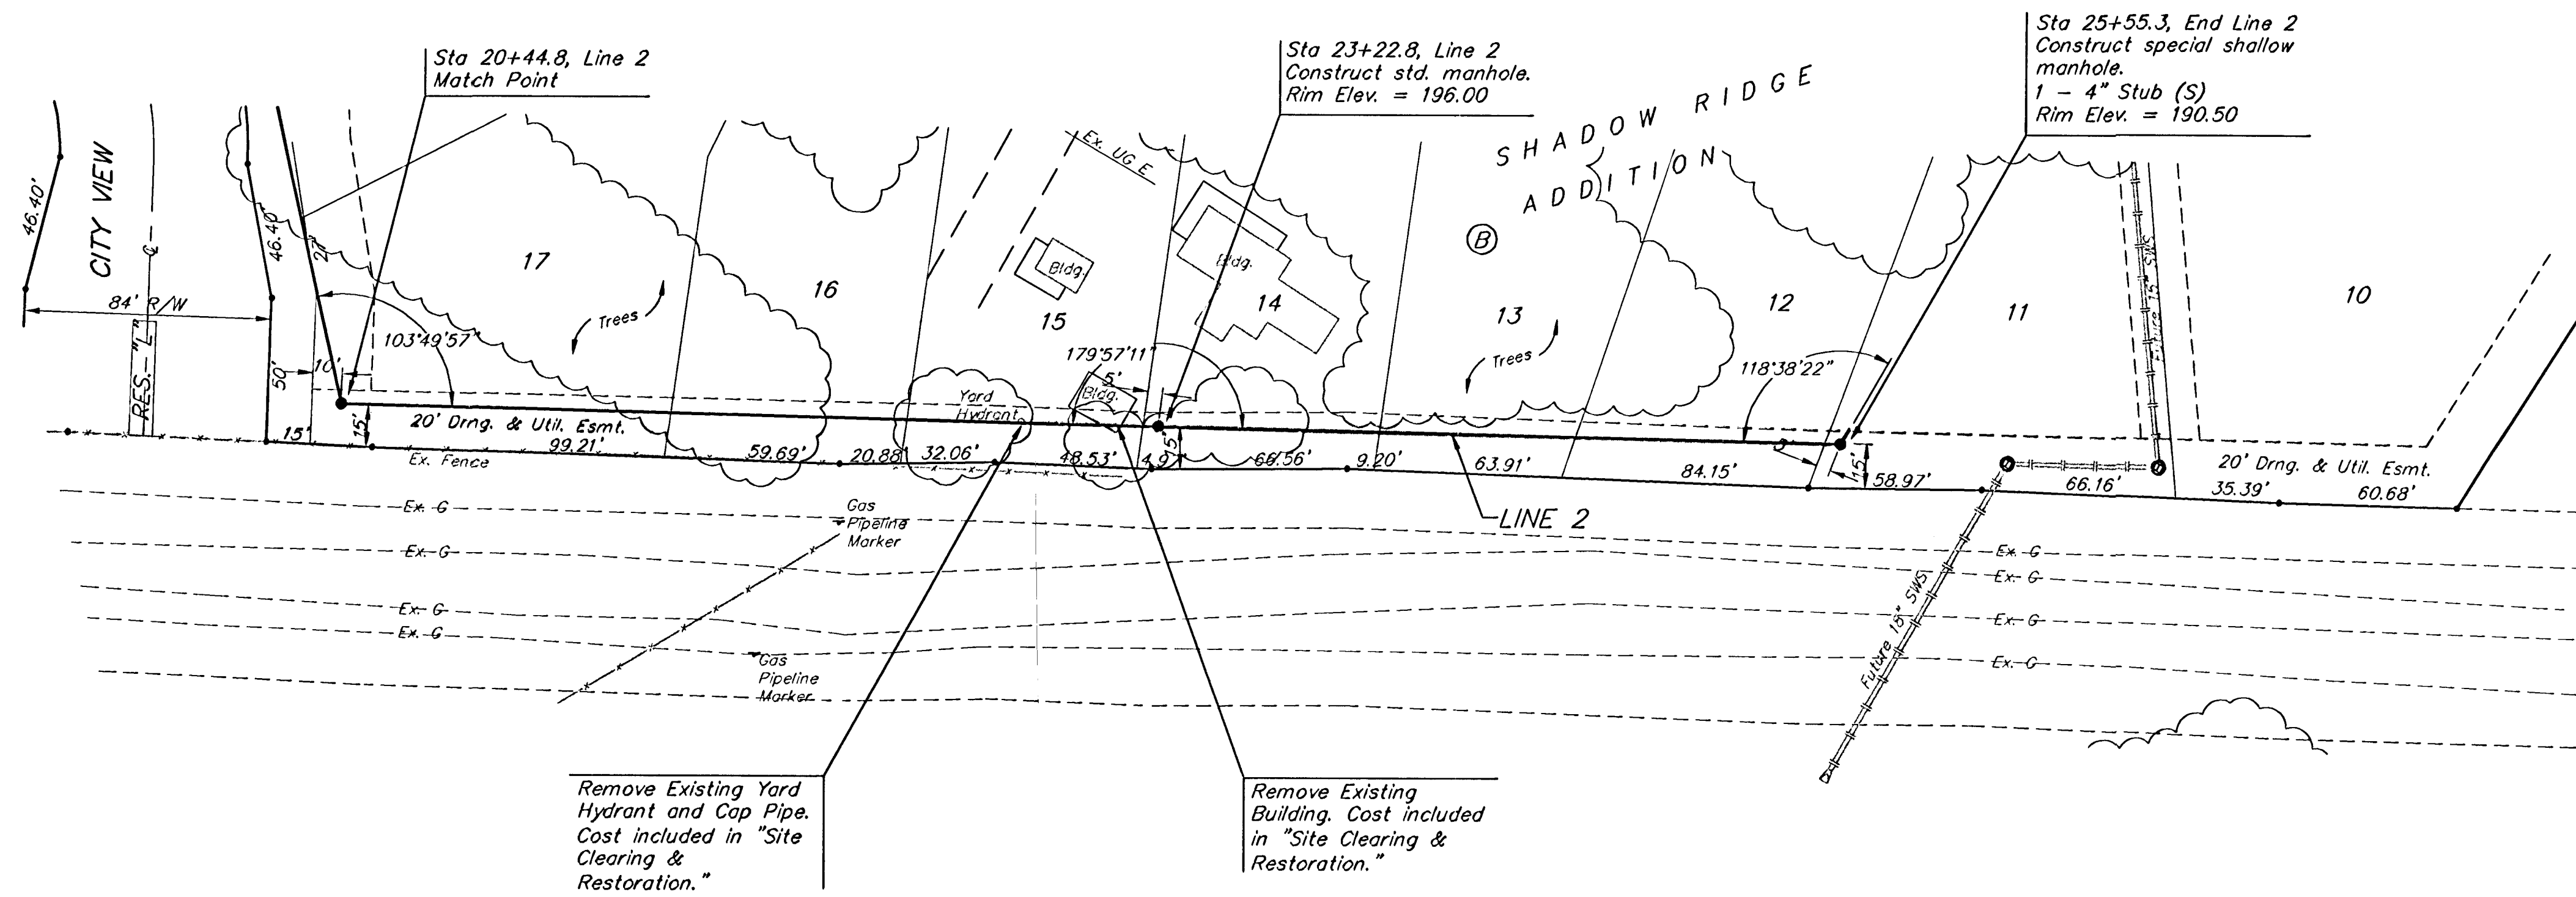 Sta 20+44.8, Line 2
Match Point
Sta 23+22.8, Line 2
Construct std. manhole.
Rim Elev. = 196.00
Sta 25+55.3, End Line 2
Construct special shallow
manhole.
1 - 4" Stub (S)
Rim Elev. = 190.50
SHADOW RIDGE
ADDITION
B
CITY VIEW
46.40'
46.40'
84' R/W
RES. "L"
50'
10'
15'
15'
103°49'57"
17
Trees
16
Ex. UG E
Bldg.
15
Bldg.
14
13
Trees
12
11
10
Future 15" SWS
179°57'11"
5'
Bldg.
Yard
Hydrant
15'
118°38'22"
15'
20' Drng. & Util. Esmt.
99.21'
Ex. Fence
59.69'
20.88'
32.06'
48.53'
66.56'
9.20'
63.91'
84.15'
58.97'
66.16'
20' Drng. & Util. Esmt.
35.39'
60.68'
LINE 2
Ex. G
Ex. G
Ex. G
Ex. G
Gas
Pipeline
Marker
Gas
Pipeline
Marker
Ex. G
Ex. G
Ex. G
Ex. G
Future 18" SWS
Remove Existing Yard
Hydrant and Cap Pipe.
Cost included in "Site
Clearing &
Restoration."
Remove Existing
Building. Cost included
in "Site Clearing &
Restoration."